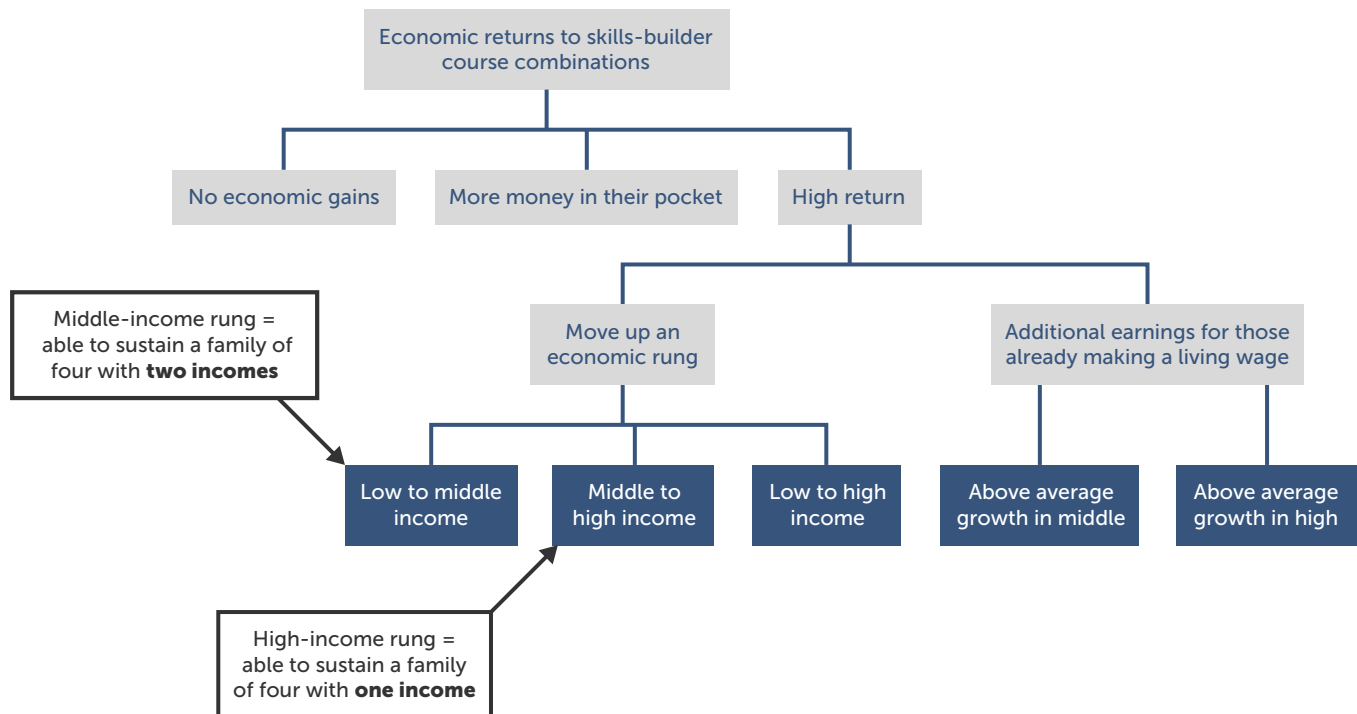 Economic returns to skills-builder
course combinations
No economic gains
More money in their pocket
High return
Middle-income rung =
able to sustain a family of
four with two incomes
Move up an
economic rung
Additional earnings for those
already making a living wage
Low to middle
income
Middle to
high income
Low to high
income
Above average
growth in middle
Above average
growth in high
High-income rung =
able to sustain a family
of four with one income